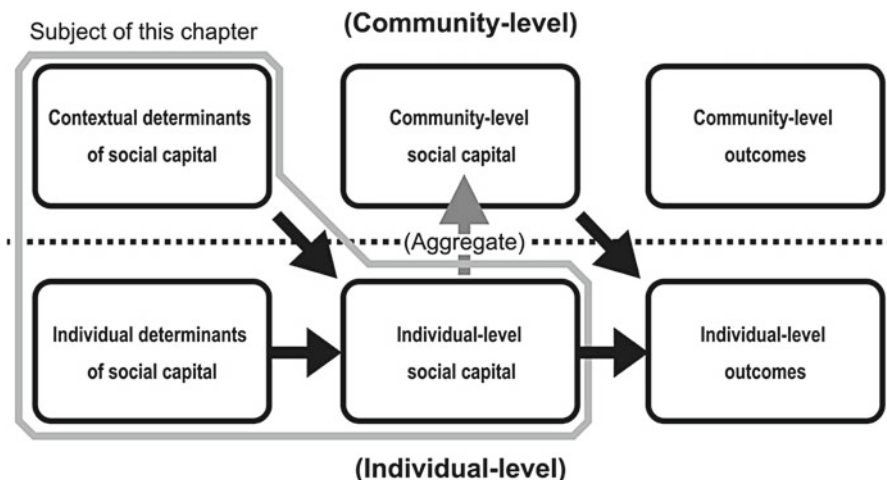 Subject of this chapter
(Community-level)
Contextual determinants
of social capital
Community-level
social capital
Community-level
outcomes
(Aggregate)
Individual determinants
of social capital
Individual-level
social capital
Individual-level
outcomes
(Individual-level)